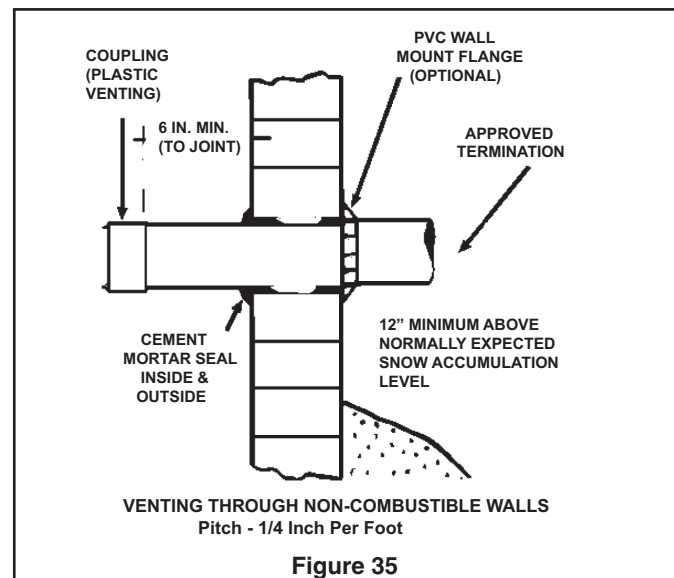 COUPLING
(PLASTIC
VENTING)
6 IN. MIN.
(TO JOINT)
PVC WALL
MOUNT FLANGE
(OPTIONAL)
APPROVED
TERMINATION
CEMENT
MORTAR SEAL
INSIDE &
OUTSIDE
12” MINIMUM ABOVE
NORMALLY EXPECTED
SNOW ACCUMULATION
LEVEL
VENTING THROUGH NON-COMBUSTIBLE WALLS
Pitch - 1/4 Inch Per Foot
Figure 35